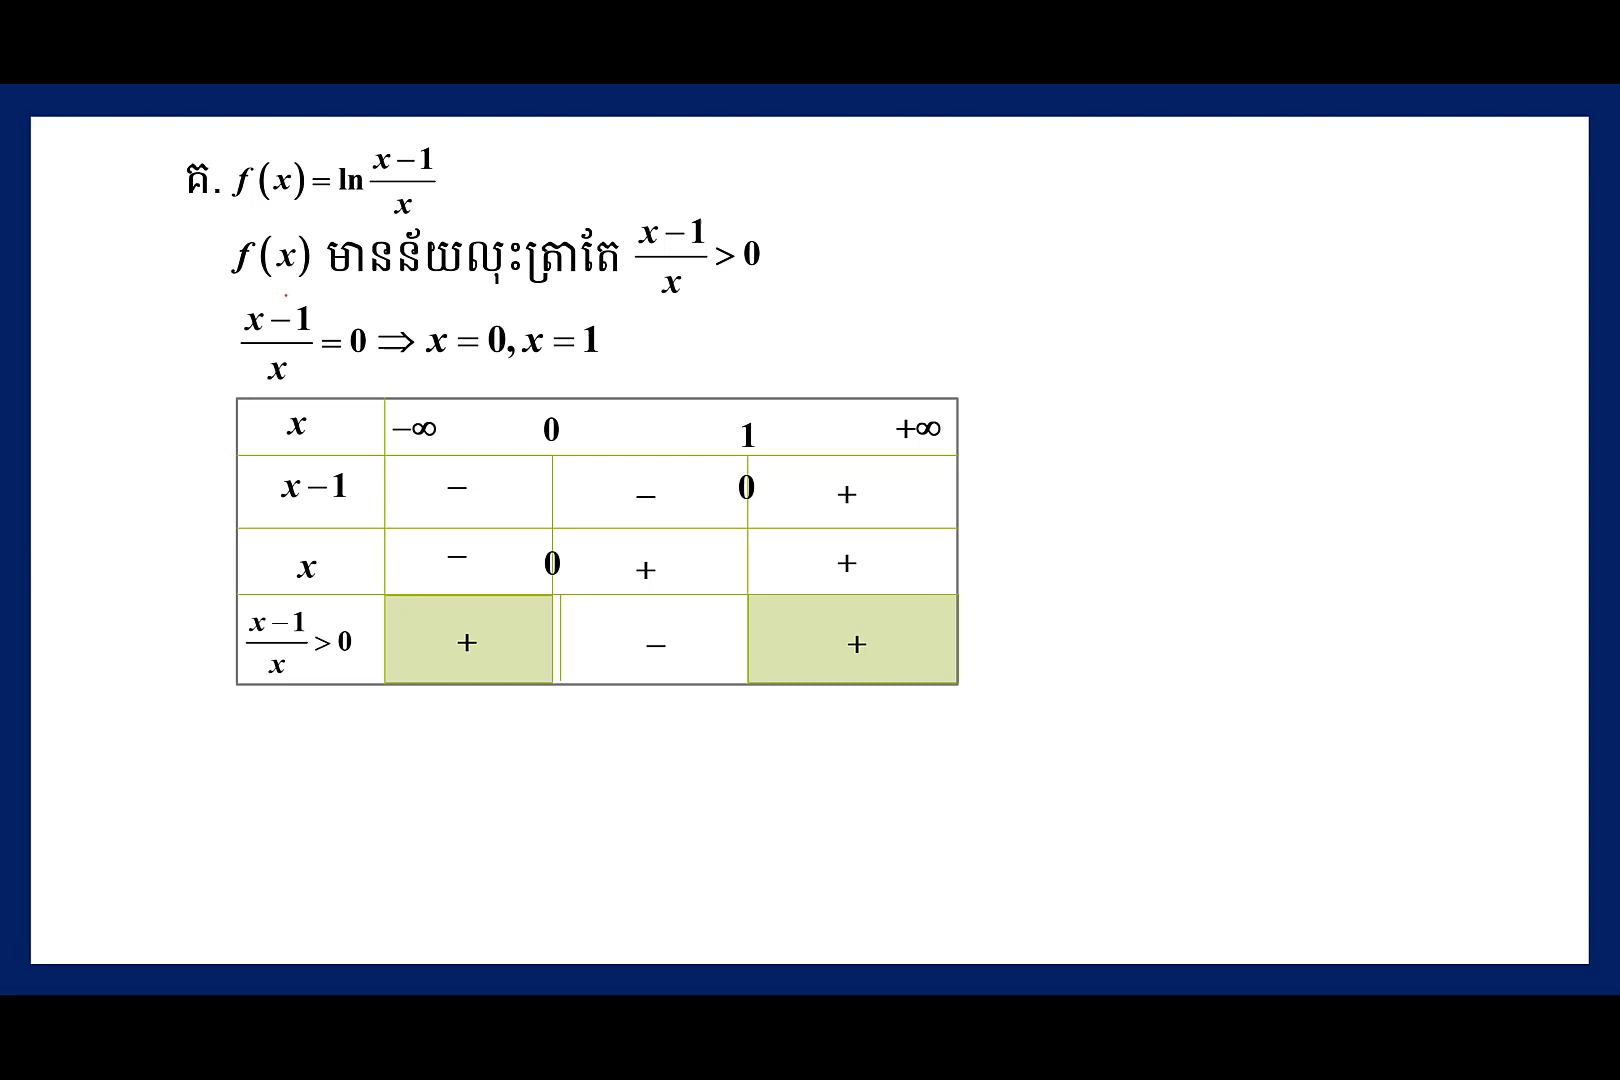 គ. f(x) = ln (x−1)/x
f(x) មានន័យលុះត្រាតែ (x−1)/x > 0
(x−1)/x = 0 ⇒ x = 0, x = 1
x −∞ 0 1 +∞
x−1 − − 0 +
x − 0 + +
(x−1)/x > 0 + − +